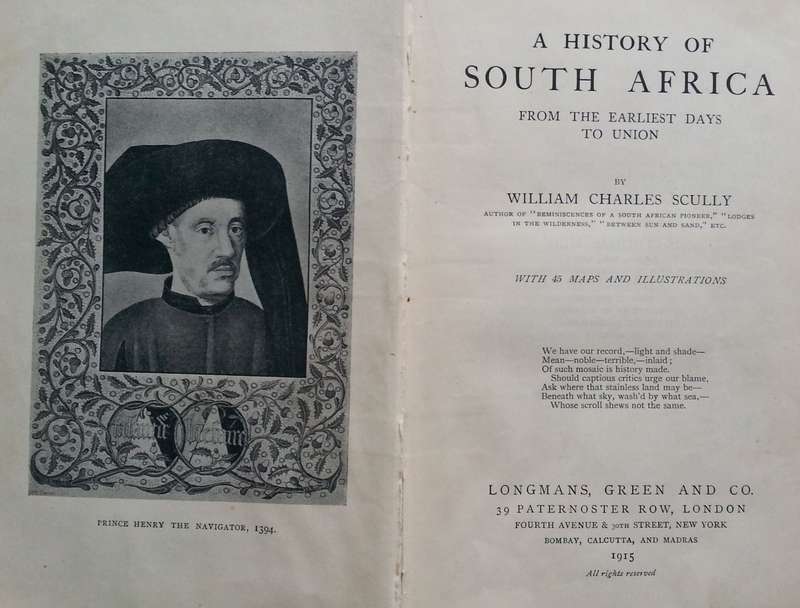 PRINCE HENRY THE NAVIGATOR, 1394.
A HISTORY OF
SOUTH AFRICA
FROM THE EARLIEST DAYS
TO UNION
BY
WILLIAM CHARLES SCULLY
AUTHOR OF "REMINISCENCES OF A SOUTH AFRICAN PIONEER," "LODGES
IN THE WILDERNESS," "BETWEEN SUN AND SAND," ETC.
WITH 45 MAPS AND ILLUSTRATIONS
We have our record,—light and shade—
Mean—noble—terrible,—inlaid;
Of such mosaic is history made.
Should captious critics urge our blame,
Ask where that stainless land may be—
Beneath what sky, wash'd by what sea,—
Whose scroll shews not the same.
LONGMANS, GREEN AND CO.
39 PATERNOSTER ROW, LONDON
FOURTH AVENUE & 30TH STREET, NEW YORK
BOMBAY, CALCUTTA, AND MADRAS
1915
All rights reserved